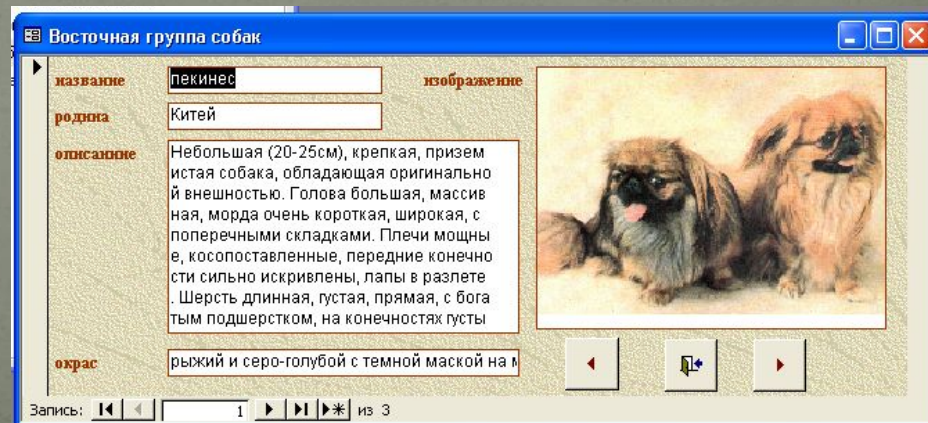 Восточная группа собак
название пекинес изображение
родина Китей
описанние Небольшая (20-25см), крепкая, призем
истая собака, обладающая оригинально
й внешностью. Голова большая, массив
ная, морда очень короткая, широкая, с
поперечными складками. Плечи мощны
е, косопоставленные, передние конечно
сти сильно искривлены, лапы в разлете
. Шерсть длинная, густая, прямая, с бога
тым подшерстком, на конечностях густы
окрас рыжий и серо-голубой с темной маской на м
Запись: 1 из 3